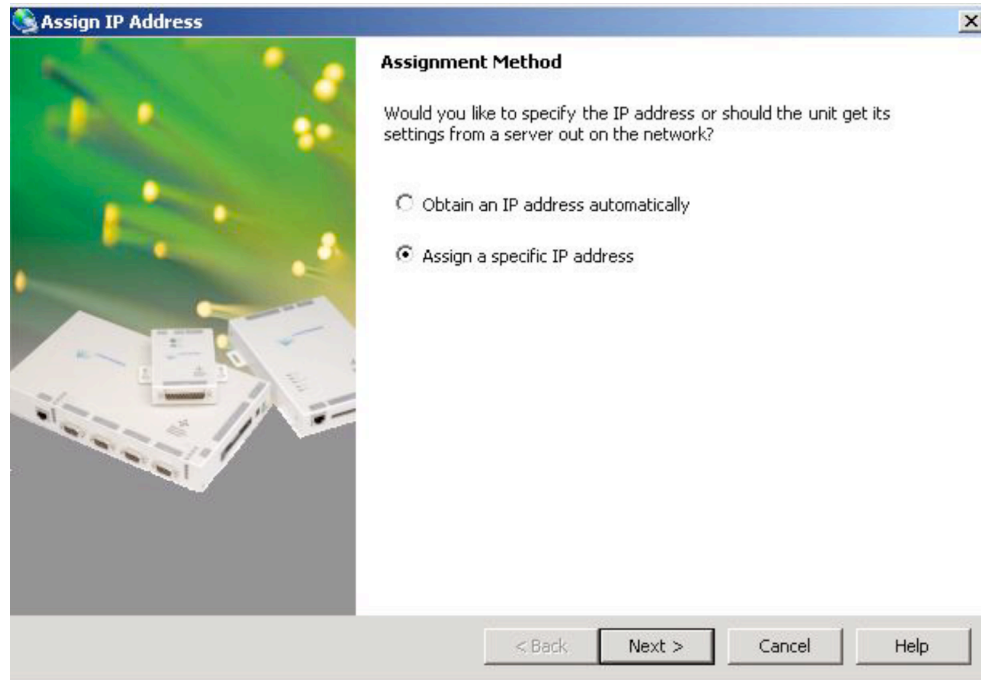 Assign IP Address
Assignment Method
Would you like to specify the IP address or should the unit get its
settings from a server out on the network?
Obtain an IP address automatically
Assign a specific IP address
< Back
Next >
Cancel
Help